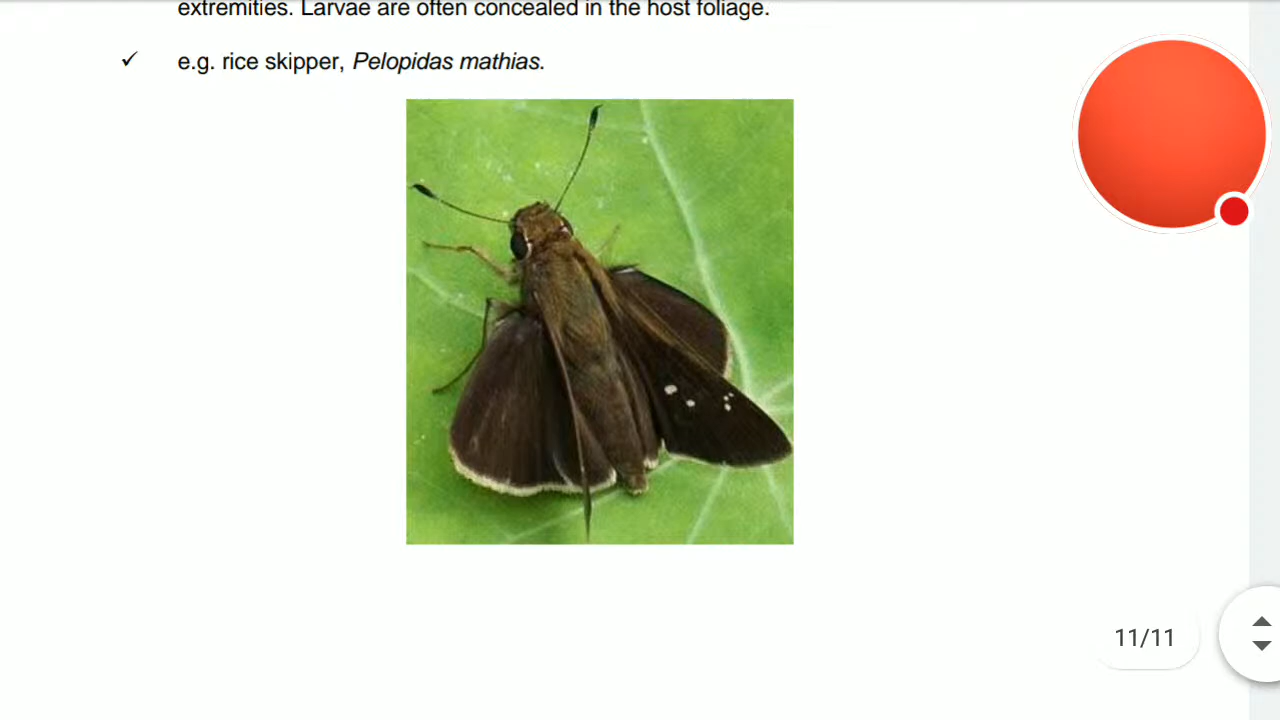 extremities. Larvae are often concealed in the host foliage.
✓ e.g. rice skipper, Pelopidas mathias.
11/11